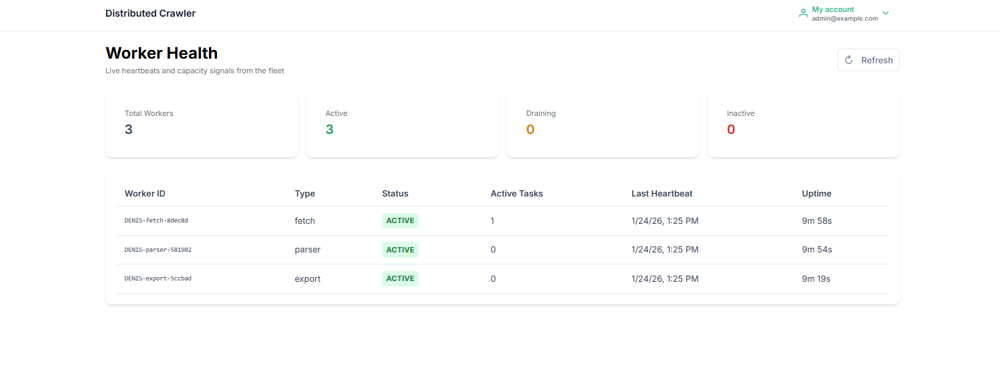 Distributed Crawler
My account
admin@example.com
Worker Health
Live heartbeats and capacity signals from the fleet
Refresh
Total Workers
3
Active
3
Draining
0
Inactive
0
Worker ID Type Status Active Tasks Last Heartbeat Uptime
DENIS-fetch-8dec8d fetch ACTIVE 1 1/24/26, 1:25 PM 9m 58s
DENIS-parser-581902 parser ACTIVE 0 1/24/26, 1:25 PM 9m 54s
DENIS-export-5ccbad export ACTIVE 0 1/24/26, 1:25 PM 9m 19s